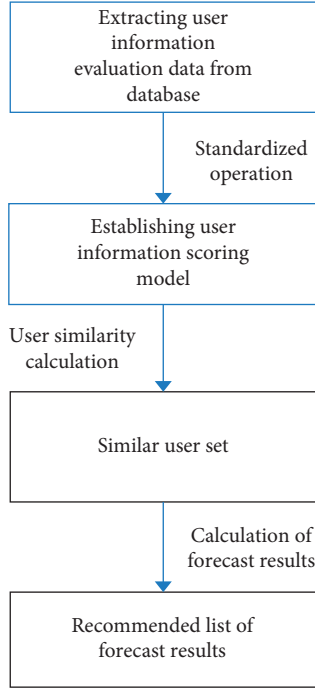 Extracting user
information
evaluation data from
database
Standardized
operation
Establishing user
information scoring
model
User similarity
calculation
Similar user set
Calculation of
forecast results
Recommended list of
forecast results